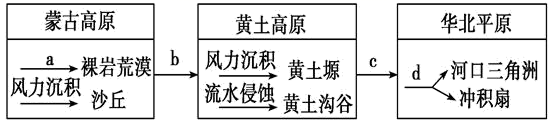 蒙古高原
a
裸岩荒漠
风力沉积
沙丘
b
黄土高原
风力沉积
黄土塬
流水侵蚀
黄土沟谷
c
华北平原
d
河口三角洲
冲积扇